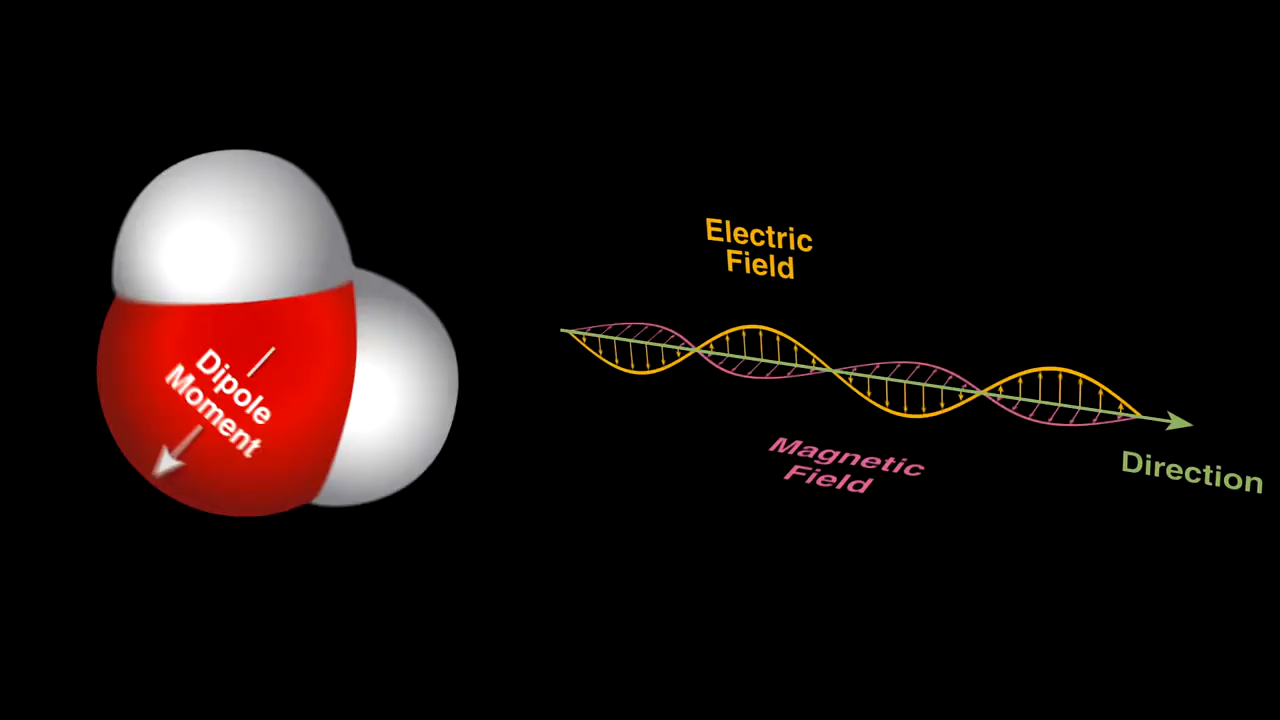 Dipole
Moment
Electric
Field
Magnetic
Field
Direction